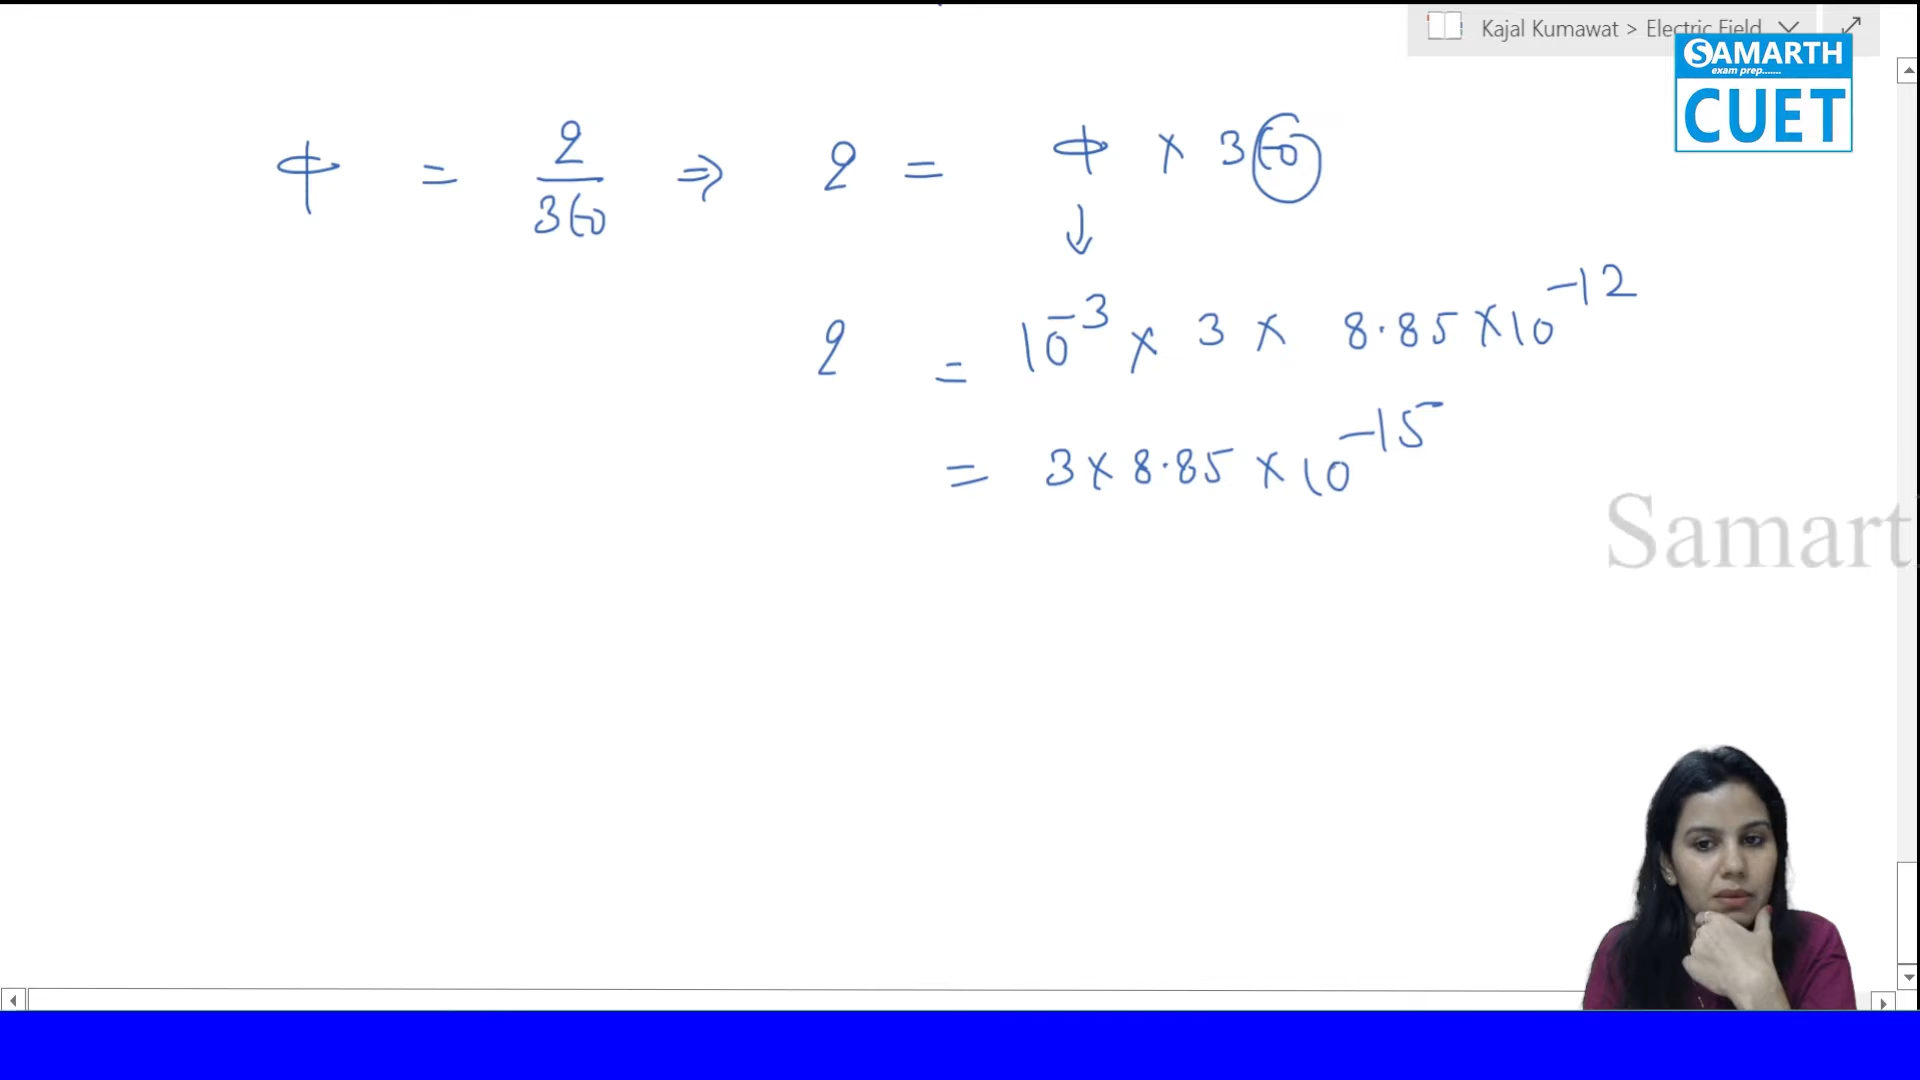 Kajal Kumawat > Electric Field
SAMARTH
exam prep.......
CUET
ϕ = q / 3ϵ₀ ⇒ q = ϕ × 3ϵ₀
↓
q = 10⁻³ × 3 × 8.85 × 10⁻¹²
= 3 × 8.85 × 10⁻¹⁵
Samart